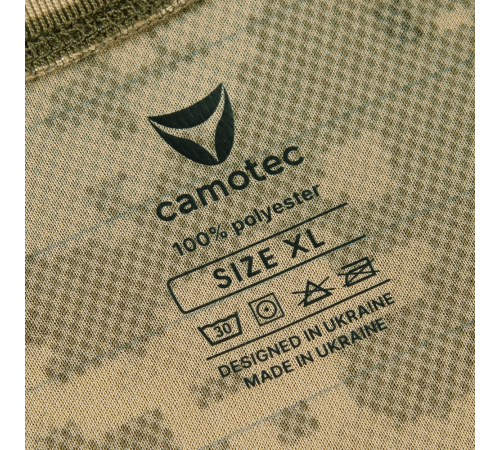 camotec
100% polyester
SIZE XL
30
DESIGNED IN UKRAINE
MADE IN UKRAINE